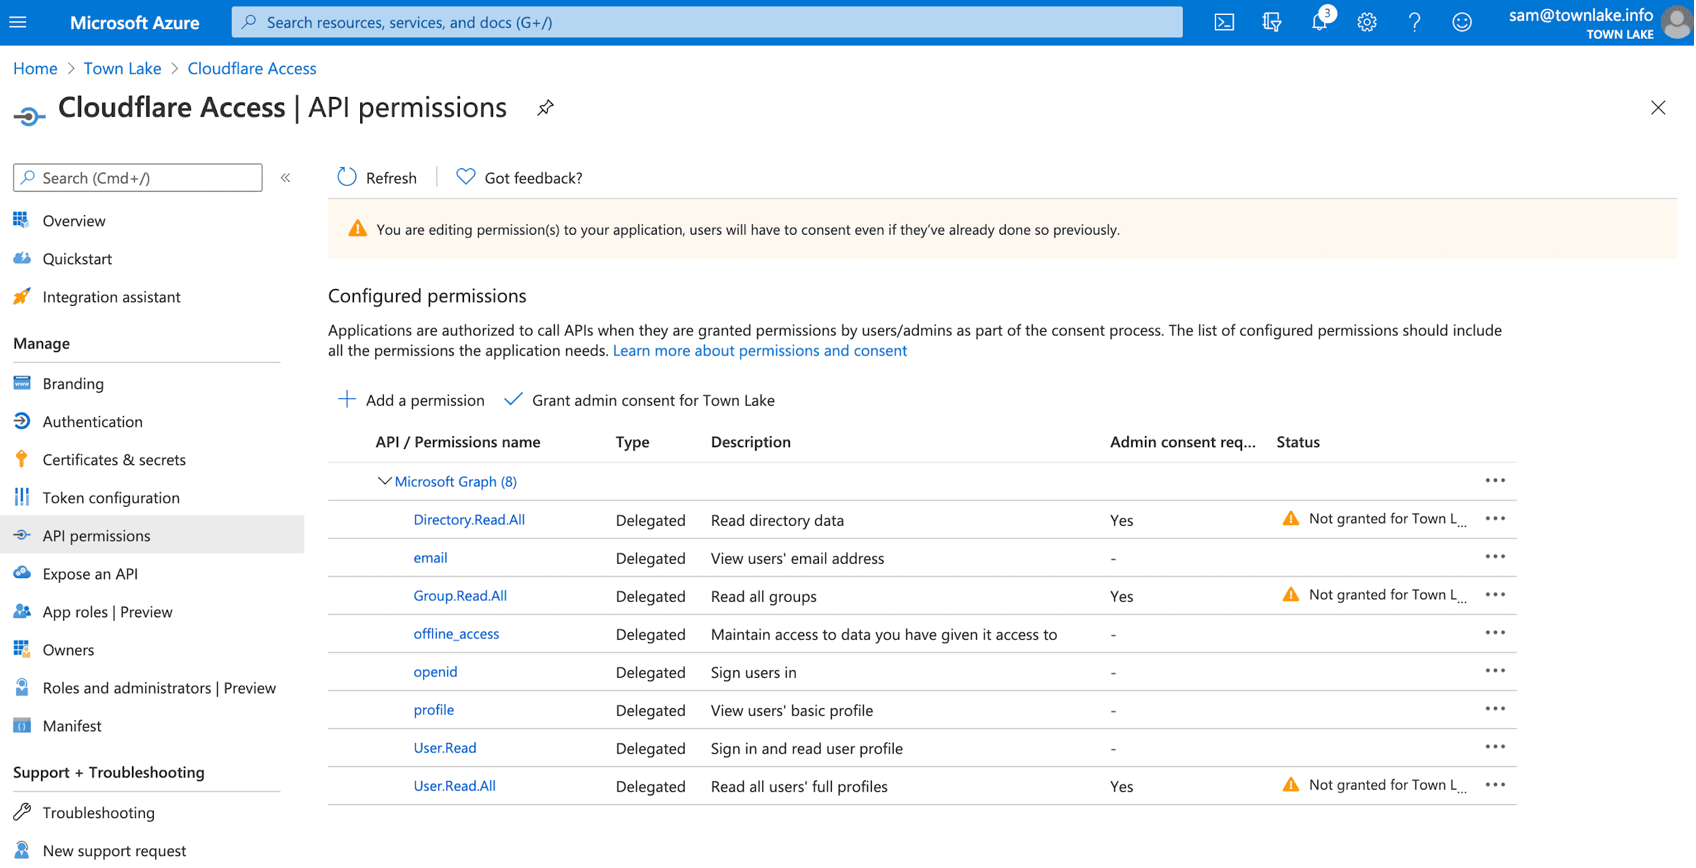 Microsoft Azure
Search resources, services, and docs (G+/)
3
sam@townlake.info
TOWN LAKE
Home > Town Lake > Cloudflare Access
Cloudflare Access | API permissions
Search (Cmd+/)
«
Refresh
Got feedback?
You are editing permission(s) to your application, users will have to consent even if they've already done so previously.
Overview
Quickstart
Integration assistant
Manage
Branding
Authentication
Certificates & secrets
Token configuration
API permissions
Expose an API
App roles | Preview
Owners
Roles and administrators | Preview
Manifest
Support + Troubleshooting
Troubleshooting
New support request
Configured permissions
Applications are authorized to call APIs when they are granted permissions by users/admins as part of the consent process. The list of configured permissions should include
all the permissions the application needs. Learn more about permissions and consent
Add a permission
Grant admin consent for Town Lake
API / Permissions name Type Description Admin consent req... Status
Microsoft Graph (8)
Directory.Read.All Delegated Read directory data Yes Not granted for Town L...
email Delegated View users' email address -
Group.Read.All Delegated Read all groups Yes Not granted for Town L...
offline_access Delegated Maintain access to data you have given it access to -
openid Delegated Sign users in -
profile Delegated View users' basic profile -
User.Read Delegated Sign in and read user profile -
User.Read.All Delegated Read all users' full profiles Yes Not granted for Town L...